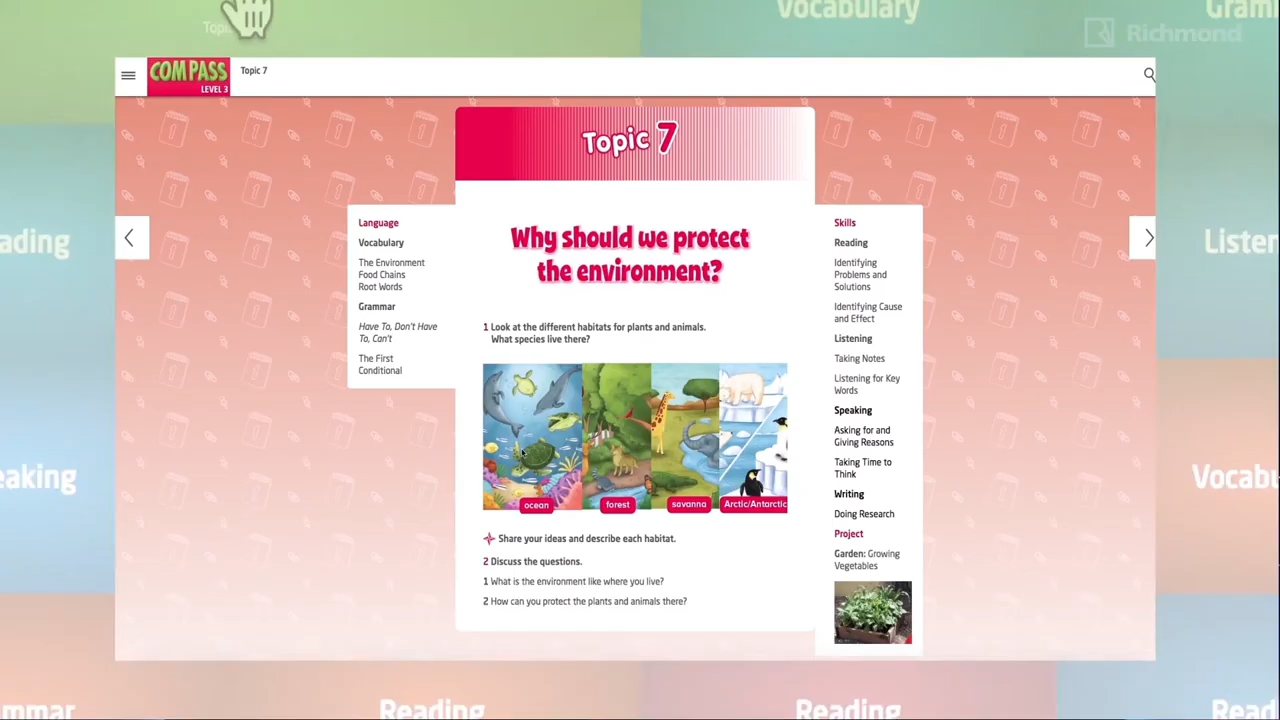 Vocabulary
Richmond
COMPASS
LEVEL 3
Topic 7
Topic 7
Language
Vocabulary
The Environment
Food Chains
Root Words
Grammar
Have To, Don't Have
To, Can't
The First
Conditional
Why should we protect
the environment?
1 Look at the different habitats for plants and animals.
What species live there?
ocean
forest
savanna
Arctic/Antarctic
Share your ideas and describe each habitat.
2 Discuss the questions.
1 What is the environment like where you live?
2 How can you protect the plants and animals there?
Skills
Reading
Identifying
Problems and
Solutions
Identifying Cause
and Effect
Listening
Taking Notes
Listening for Key
Words
Speaking
Asking for and
Giving Reasons
Taking Time to
Think
Writing
Doing Research
Project
Garden: Growing
Vegetables
Reading
Reading